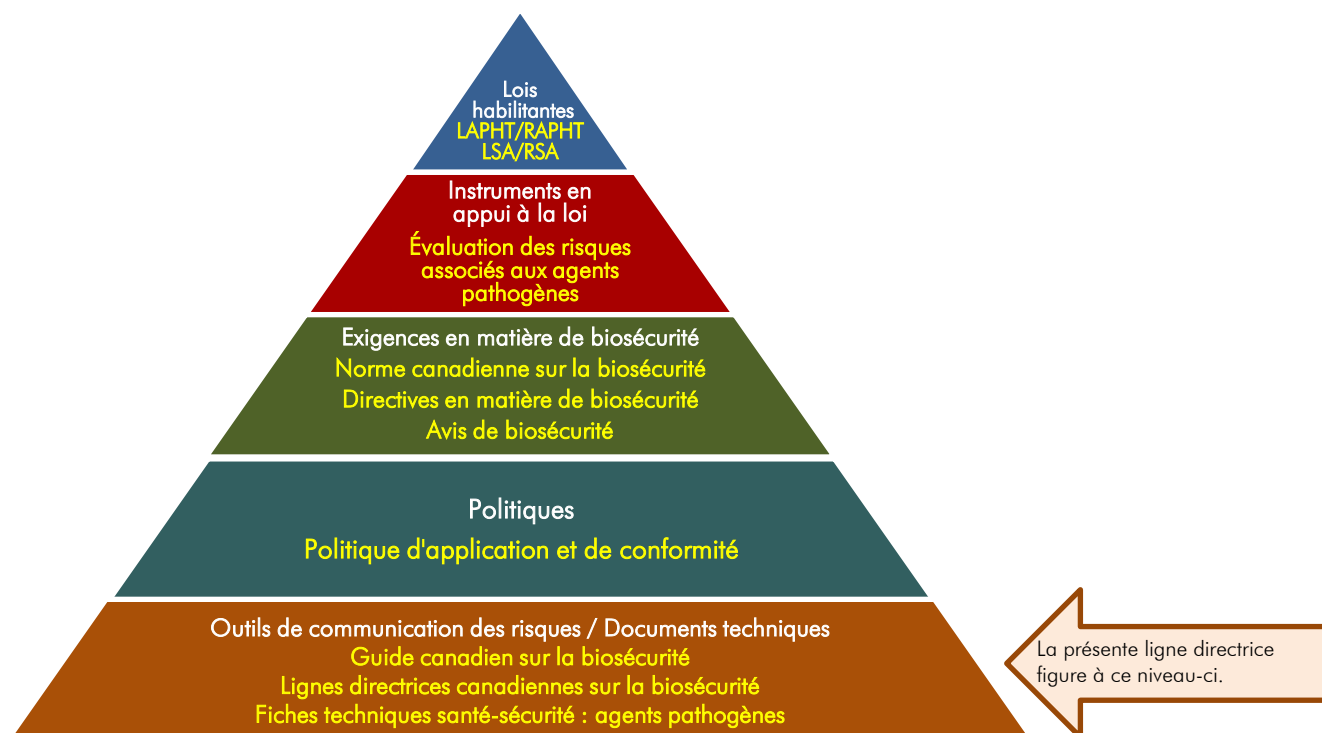 Lois
habilitantes
LAPHT/RAPHT
LSA/RSA
Instruments en
appui à la loi
Évaluation des risques
associés aux agents
pathogènes
Exigences en matière de biosécurité
Norme canadienne sur la biosécurité
Directives en matière de biosécurité
Avis de biosécurité
Politiques
Politique d'application et de conformité
Outils de communication des risques / Documents techniques
Guide canadien sur la biosécurité
Lignes directrices canadiennes sur la biosécurité
Fiches techniques santé-sécurité : agents pathogènes
La présente ligne directrice
figure à ce niveau-ci.